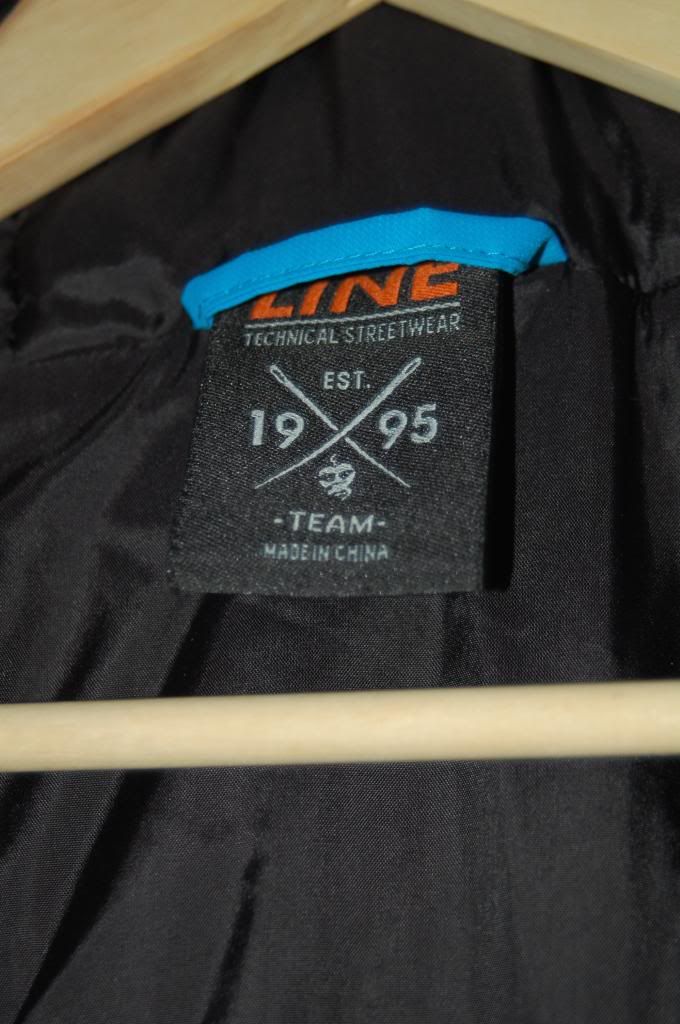 LINE
TECHNICAL STREETWEAR
EST.
19 95
-TEAM-
MADE IN CHINA